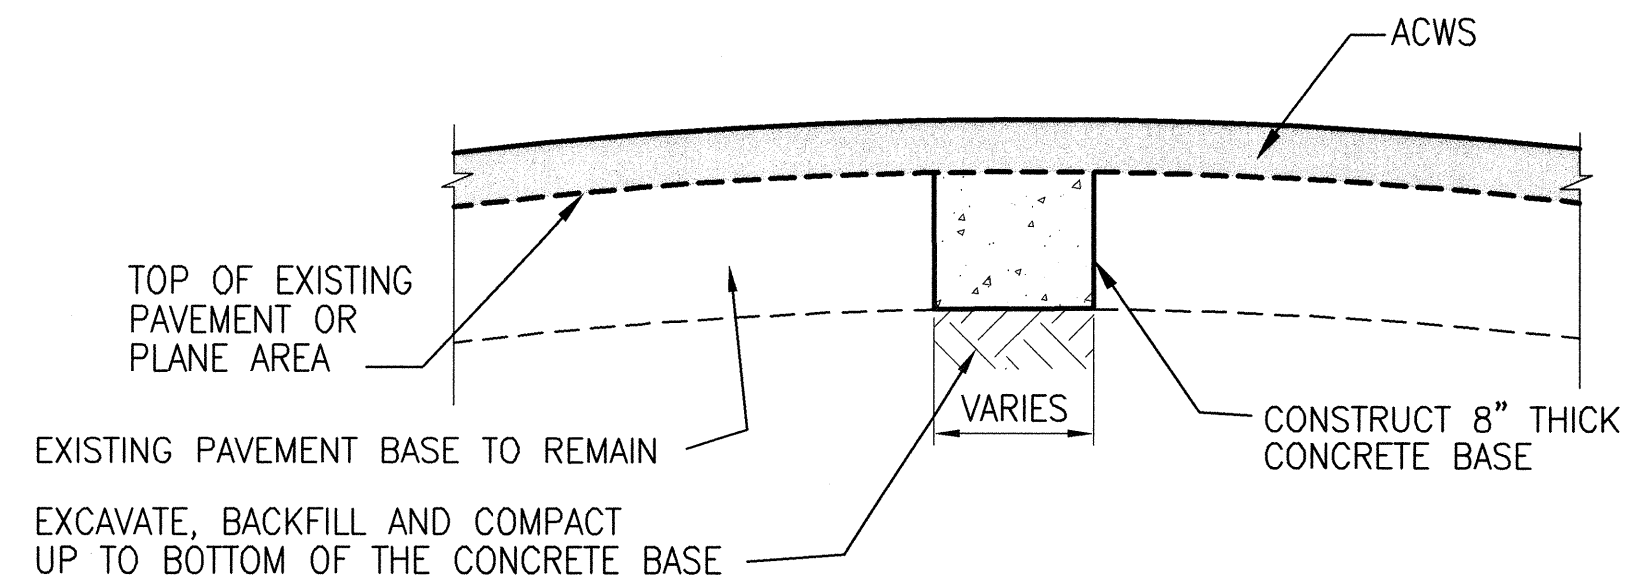 ACWS
TOP OF EXISTING
PAVEMENT OR
PLANE AREA
VARIES
CONSTRUCT 8” THICK
CONCRETE BASE
EXISTING PAVEMENT BASE TO REMAIN
EXCAVATE, BACKFILL AND COMPACT
UP TO BOTTOM OF THE CONCRETE BASE